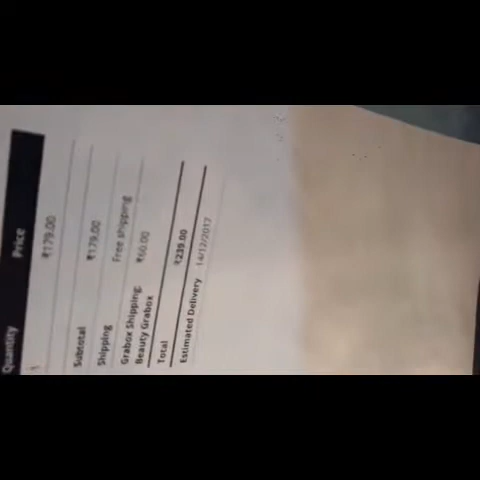 Quantity Price
1 ₹179.00
Subtotal ₹179.00
Shipping Free shipping
Grabox Shipping: ₹60.00
Beauty Grabox
Total ₹239.00
Estimated Delivery 14/12/2017